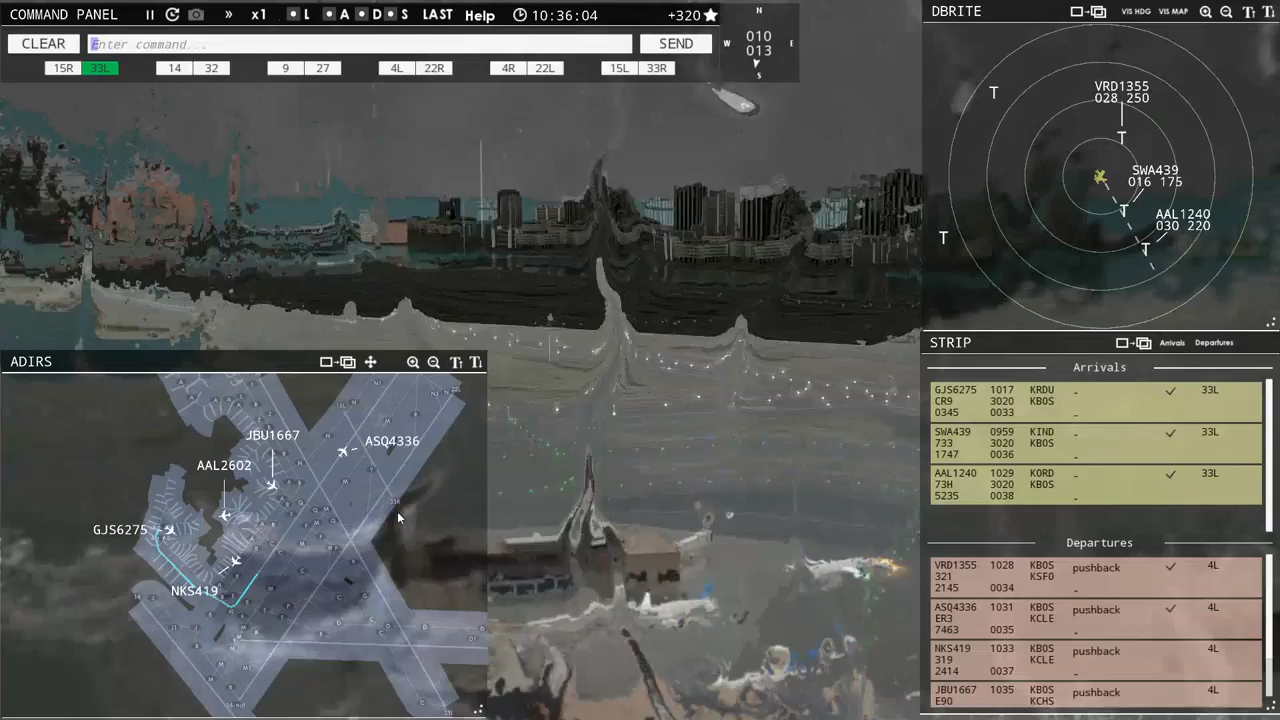 COMMAND PANEL x1 L A D S LAST Help 10:36:04 +320
CLEAR Enter command... SEND
15R 33L 14 32 9 27 4L 22R 4R 22L 15L 33R
N
W 010 E
013
S
DBRITE VIS HDG VIS MAP
T
VRD1355
028 250
T
SWA439
016 175
T
AAL1240
030 220
T
T
ADIRS
JBU1667
ASQ4336
AAL2602
GJS6275
NKS419
STRIP Arrivals Departures
Arrivals
GJS6275 1017 KRDU - 33L
CR9 3020 KBOS
0345 0033 -
SWA439 0959 KIND - 33L
733 3020 KBOS
1747 0036 -
AAL1240 1029 KORD - 33L
73H 3020 KBOS
5235 0038 -
Departures
VRD1355 1028 KBOS pushback 4L
321 KSFO
2145 0034 -
ASQ4336 1031 KBOS pushback 4L
ER3 KCLE
7463 0035 -
NKS419 1033 KBOS pushback 4L
319 KCLE
2414 0037 -
JBU1667 1035 KBOS pushback 4L
E90 KCHS